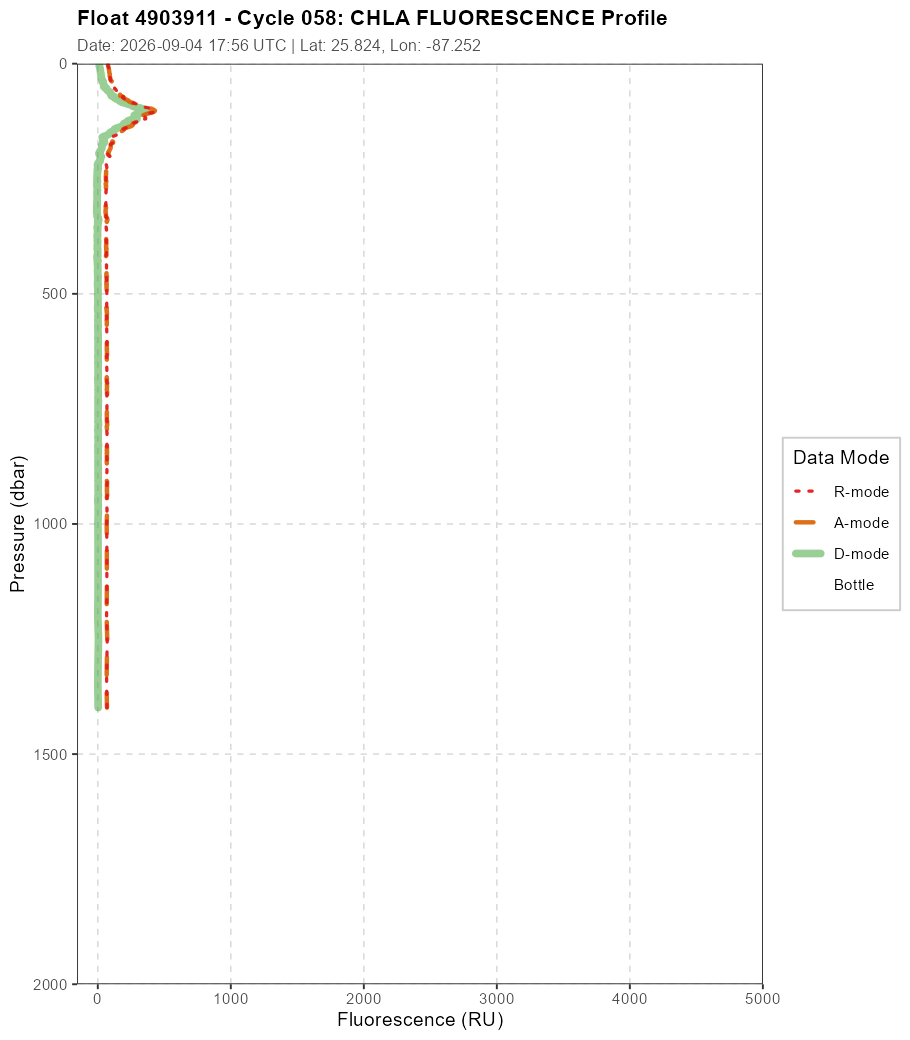 Float 4903911 - Cycle 058: CHLA FLUORESCENCE Profile
Date: 2026-09-04 17:56 UTC | Lat: 25.824, Lon: -87.252
0
500
1000
1500
2000
Pressure (dbar)
0 1000 2000 3000 4000 5000
Fluorescence (RU)
Data Mode
R-mode
A-mode
D-mode
Bottle